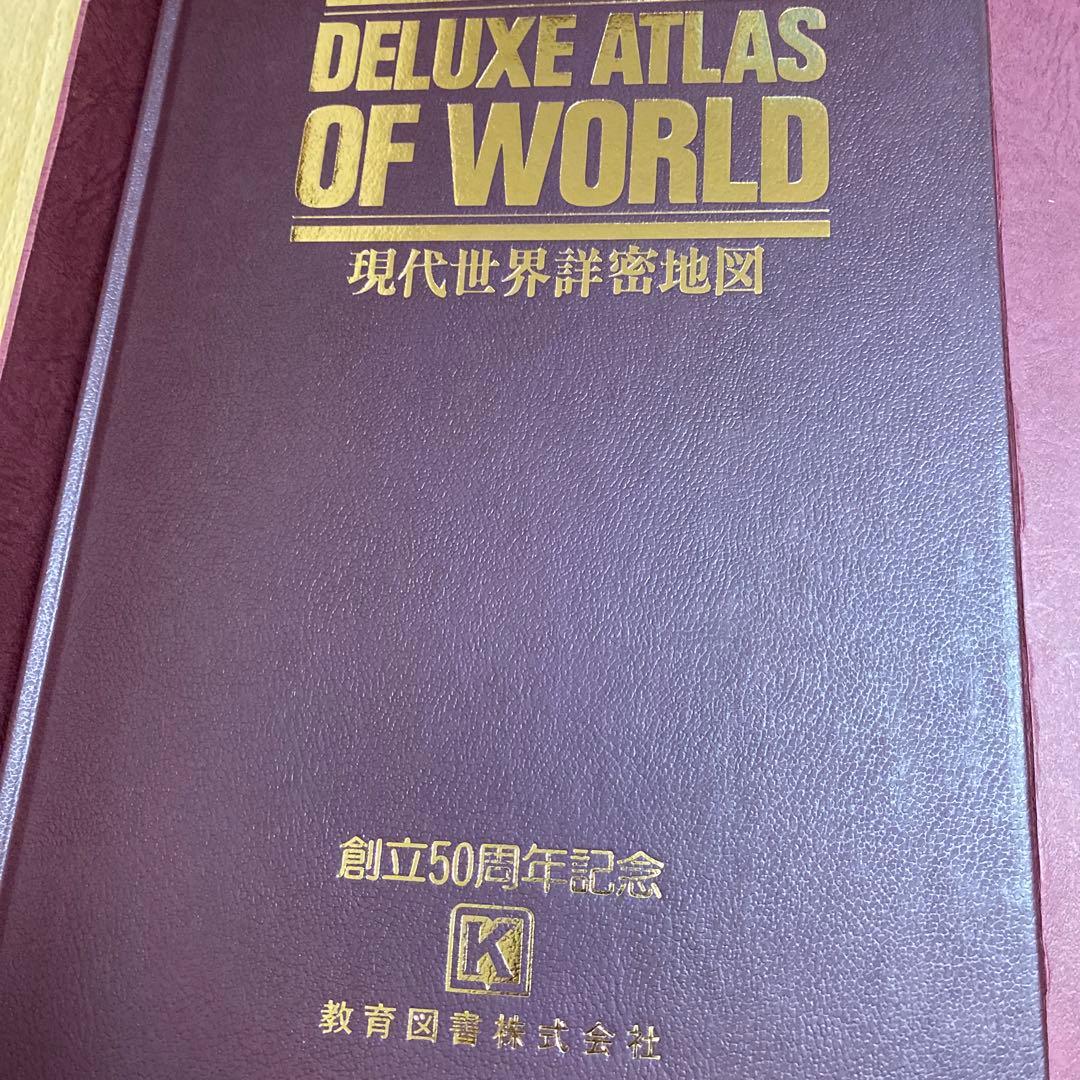 DELUXE ATLAS
OF WORLD
現代世界詳密地図
創立50周年記念
K
教育図書株式会社